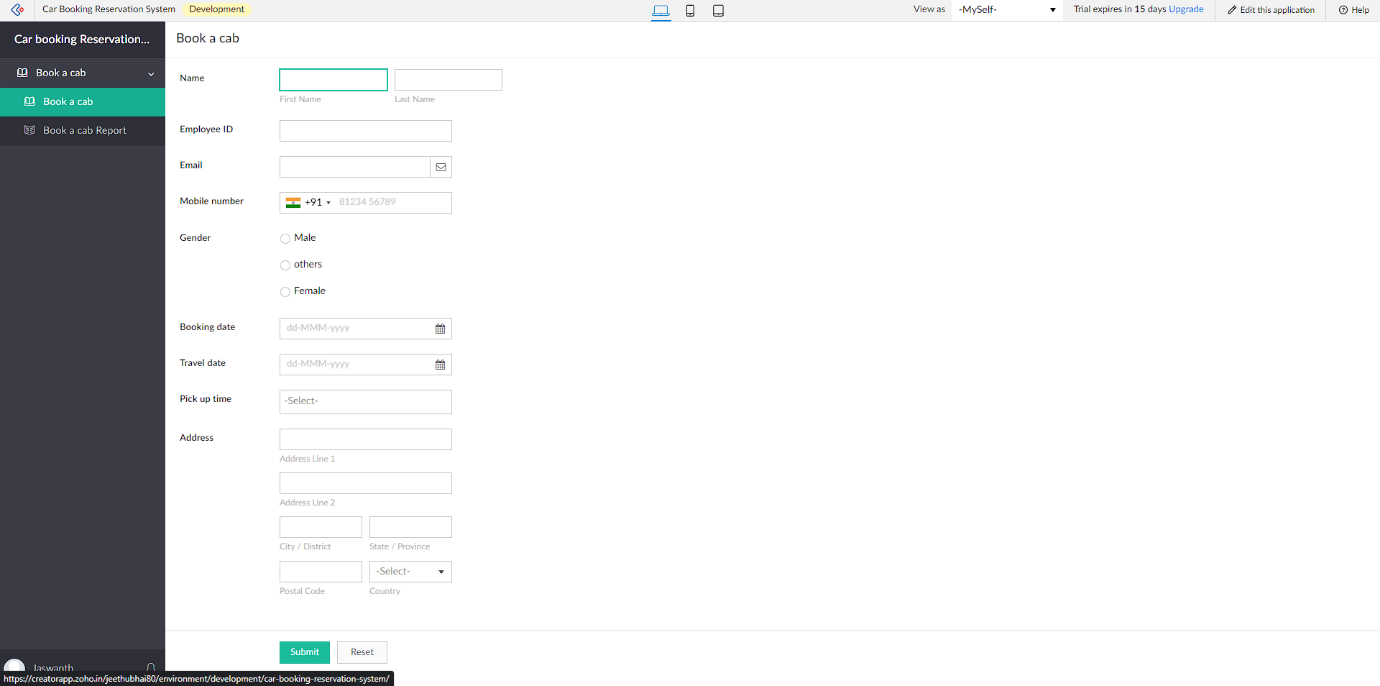 Car Booking Reservation System Development View as -MySelf- Trial expires in 15 days Upgrade Edit this application Help
Car booking Reservation...
Book a cab
Book a cab
Book a cab
Book a cab Report
Name
First Name Last Name
Employee ID
Email
Mobile number +91 81234 56789
Gender Male
others
Female
Booking date dd-MMM-yyyy
Travel date dd-MMM-yyyy
Pick up time -Select-
Address
Address Line 1
Address Line 2
City / District State / Province
-Select-
Postal Code Country
Submit Reset
Jaswanth
https://creatorapp.zoho.in/jeethubhai80/environment/development/car-booking-reservation-system/